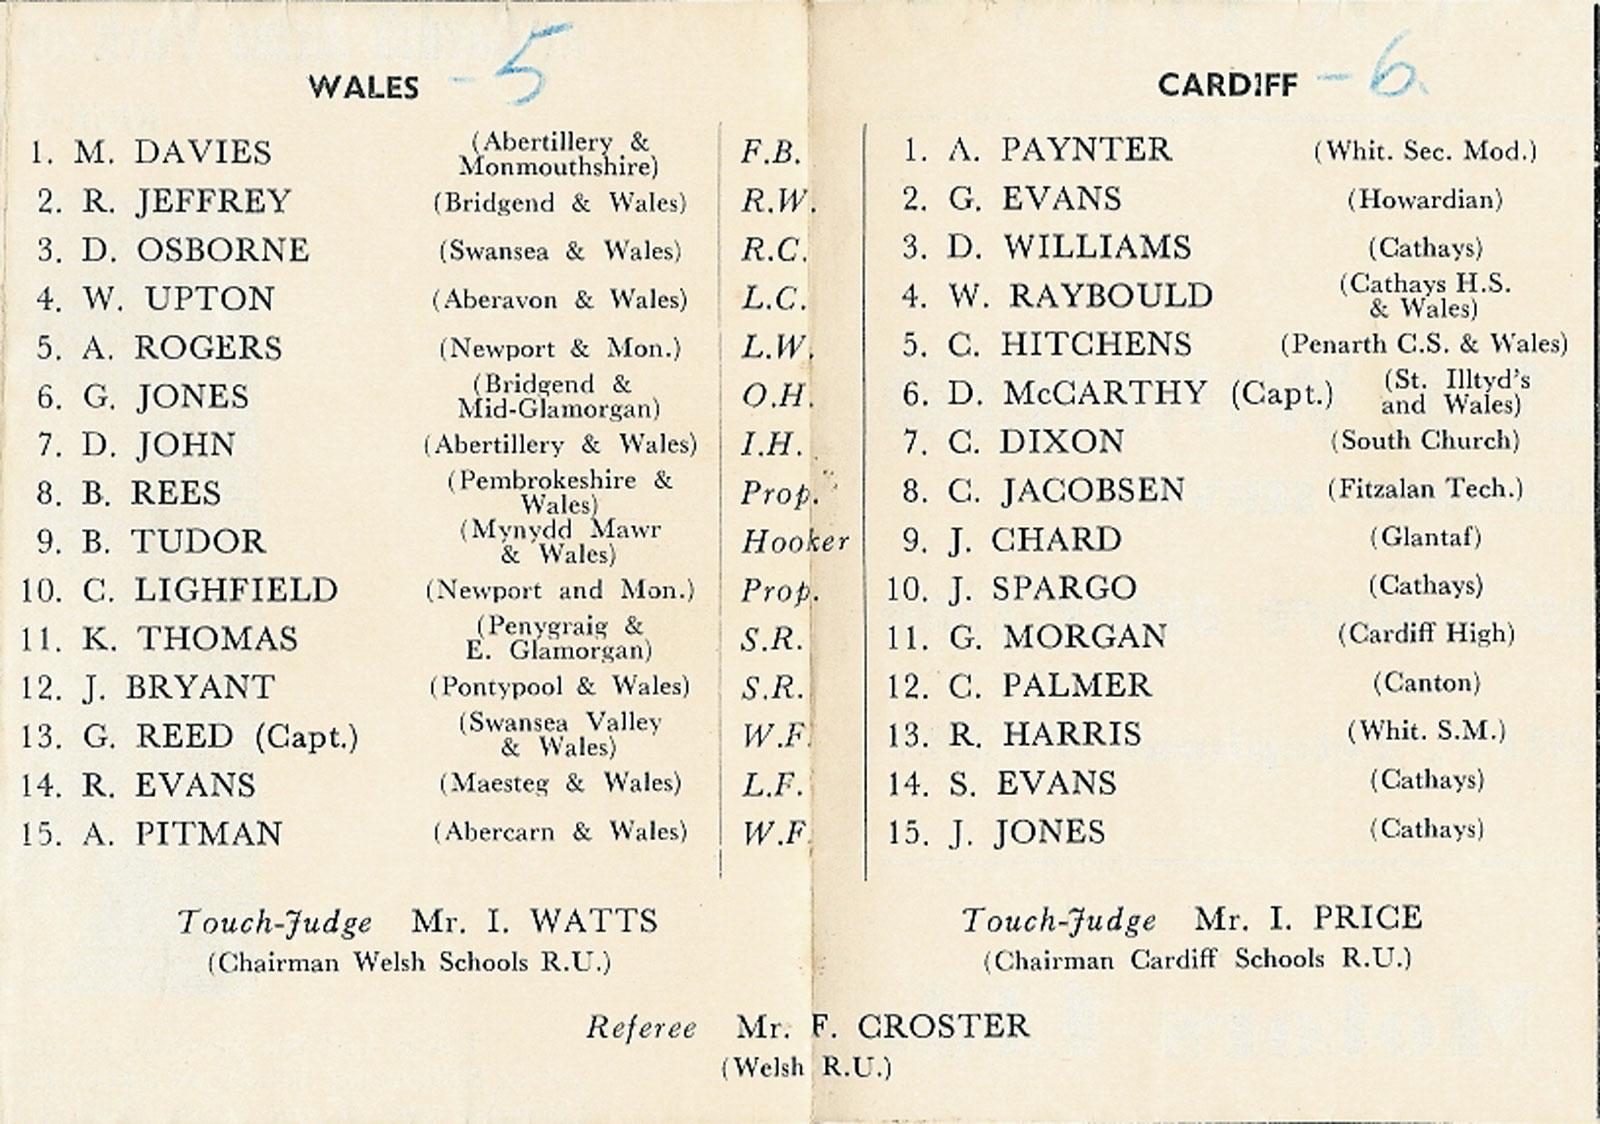 WALES - 5
1. M. DAVIES (Abertillery & Monmouthshire) F.B.
2. R. JEFFREY (Bridgend & Wales) R.W.
3. D. OSBORNE (Swansea & Wales) R.C.
4. W. UPTON (Aberavon & Wales) L.C.
5. A. ROGERS (Newport & Mon.) L.W.
6. G. JONES (Bridgend & Mid-Glamorgan) O.H.
7. D. JOHN (Abertillery & Wales) I.H.
8. B. REES (Pembrokeshire & Wales) Prop.
9. B. TUDOR (Mynydd Mawr & Wales) Hooker
10. C. LIGHFIELD (Newport and Mon.) Prop.
11. K. THOMAS (Penygraig & E. Glamorgan) S.R.
12. J. BRYANT (Pontypool & Wales) S.R.
13. G. REED (Capt.) (Swansea Valley & Wales) W.F.
14. R. EVANS (Maesteg & Wales) L.F.
15. A. PITMAN (Abercarn & Wales) W.F.
Touch-Judge Mr. I. WATTS
(Chairman Welsh Schools R.U.)
CARDIFF - 6
1. A. PAYNTER (Whit. Sec. Mod.)
2. G. EVANS (Howardian)
3. D. WILLIAMS (Cathays)
4. W. RAYBOULD (Cathays H.S. & Wales)
5. C. HITCHENS (Penarth C.S. & Wales)
6. D. McCARTHY (Capt.) (St. Illtyd's and Wales)
7. C. DIXON (South Church)
8. C. JACOBSEN (Fitzalan Tech.)
9. J. CHARD (Glantaf)
10. J. SPARGO (Cathays)
11. G. MORGAN (Cardiff High)
12. C. PALMER (Canton)
13. R. HARRIS (Whit. S.M.)
14. S. EVANS (Cathays)
15. J. JONES (Cathays)
Touch-Judge Mr. I. PRICE
(Chairman Cardiff Schools R.U.)
Referee Mr. F. CROSTER
(Welsh R.U.)